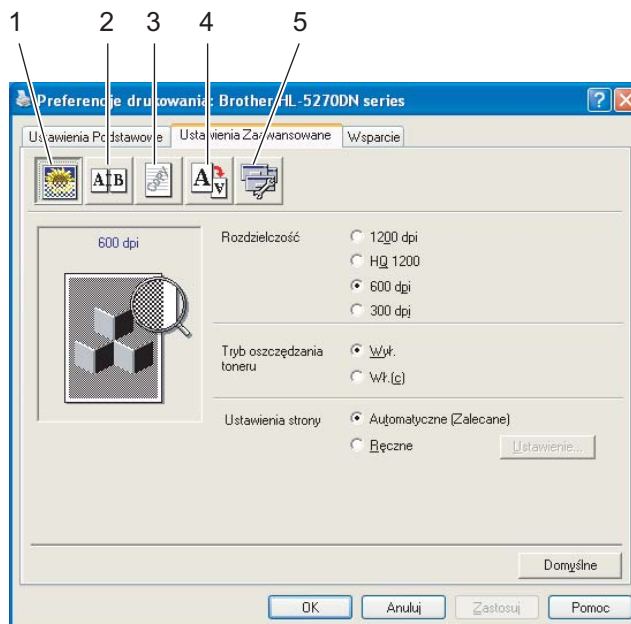 1 2 3 4 5
Preferencje drukowania: Brother HL-5270DN series
Ustawienia Podstawowe Ustawienia Zaawansowane Wsparcie
A B A A
600 dpi
Rozdzielczość
1200 dpi
HQ 1200
600 dpi
300 dpi
Tryb oszczędzania
toneru
Wył.
Wł.(c)
Ustawienia strony
Automatyczne (Zalecane)
Ręczne
Ustawienie...
Domyślne
OK Anuluj Zastosuj Pomoc